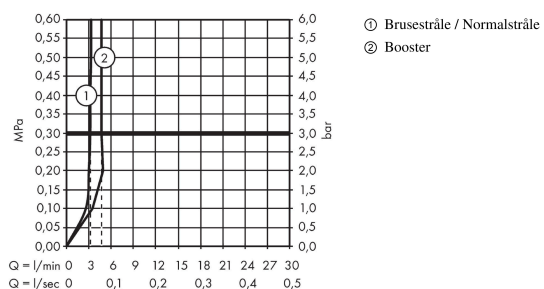 0,60 6,0
0,55 5,5
0,50 5,0
0,45 4,5
0,40 4,0
0,35 3,5
0,30 3,0
0,25 2,5
0,20 2,0
0,15 1,5
0,10 1,0
0,05 0,5
0,00 0,0
MPa
bar
1
2
Q = l/min 0 3 6 9 12 15 18 21 24 27 30
Q = l/sec 0 0,1 0,2 0,3 0,4 0,5
① Brusestråle / Normalstråle
② Booster